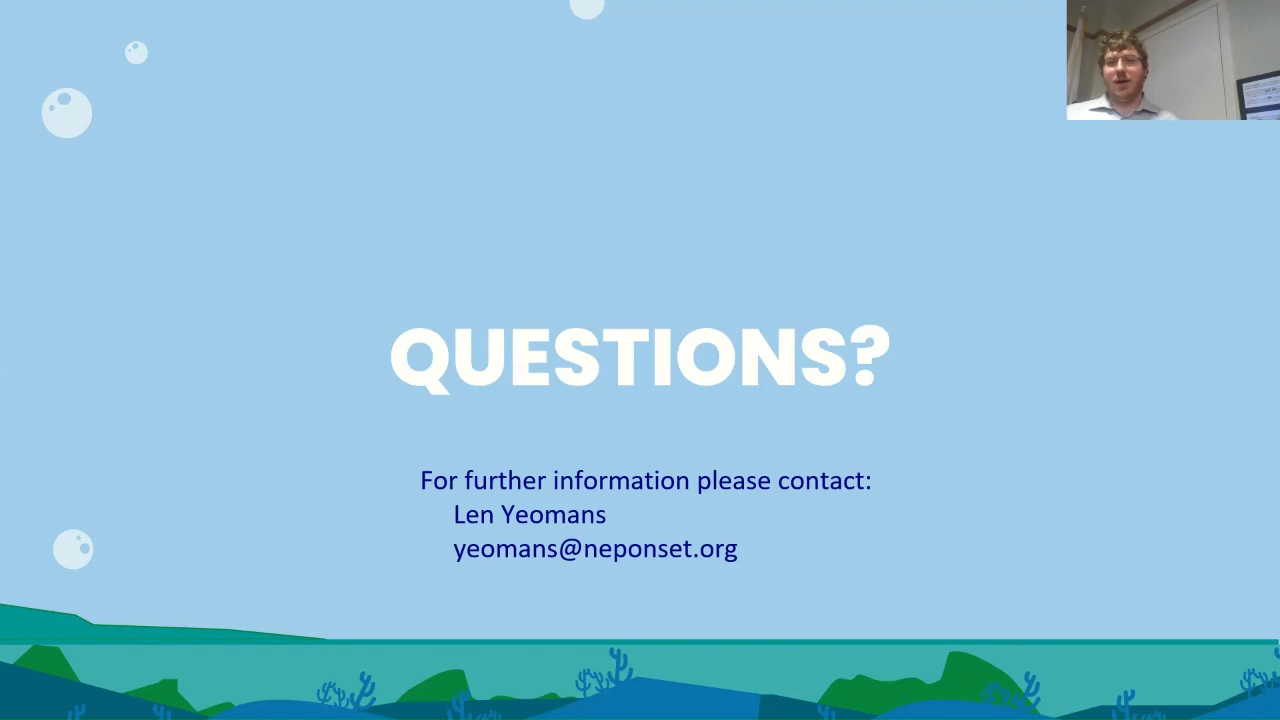 QUESTIONS?
For further information please contact:
Len Yeomans
yeomans@neponset.org